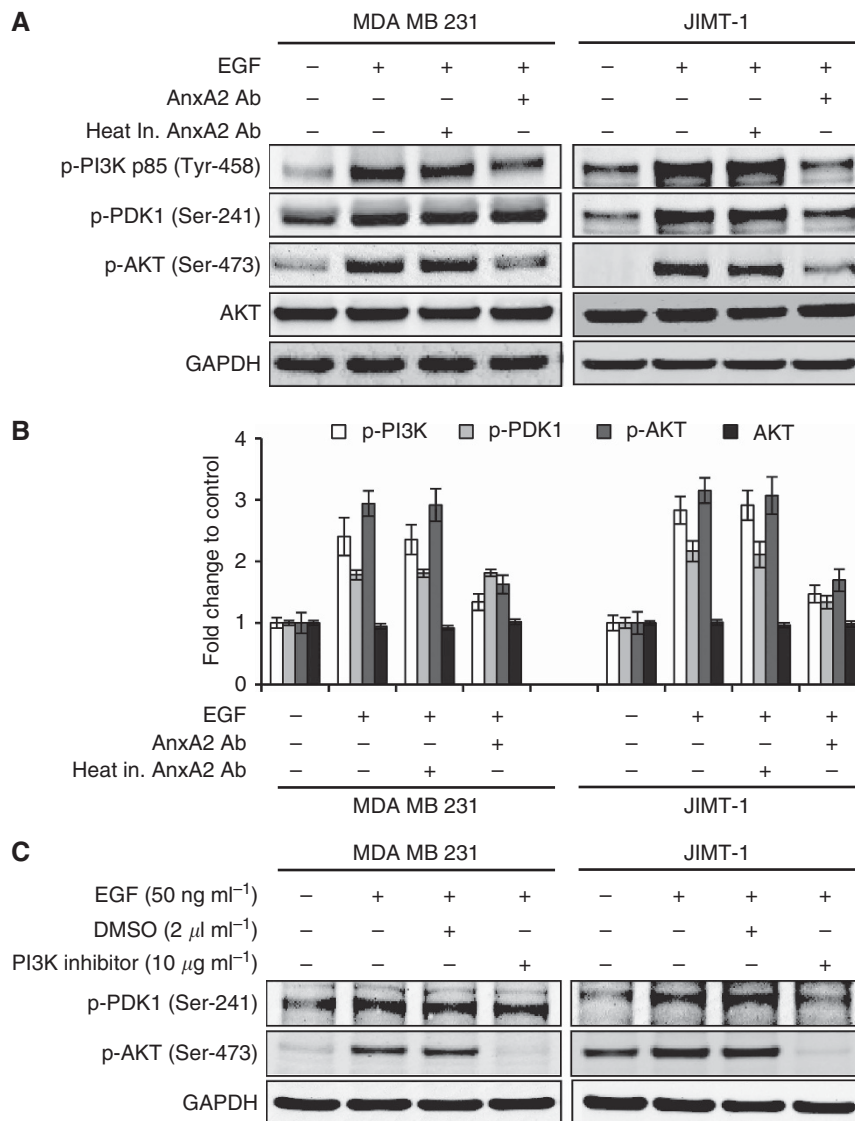 A
MDA MB 231 JIMT-1
EGF – + + + – + + +
AnxA2 Ab – – – + – – – +
Heat In. AnxA2 Ab – – + – – – + –
p-PI3K p85 (Tyr-458)
p-PDK1 (Ser-241)
p-AKT (Ser-473)
AKT
GAPDH
B
p-PI3K p-PDK1 p-AKT AKT
Fold change to control
4
3
2
1
0
EGF – + + + – + + +
AnxA2 Ab – – – + – – – +
Heat in. AnxA2 Ab – – + – – – + –
MDA MB 231 JIMT-1
C
MDA MB 231 JIMT-1
EGF (50 ng ml⁻¹) – + + + – + + +
DMSO (2 μl ml⁻¹) – – + – – – + –
PI3K inhibitor (10 μg ml⁻¹) – – – + – – – +
p-PDK1 (Ser-241)
p-AKT (Ser-473)
GAPDH